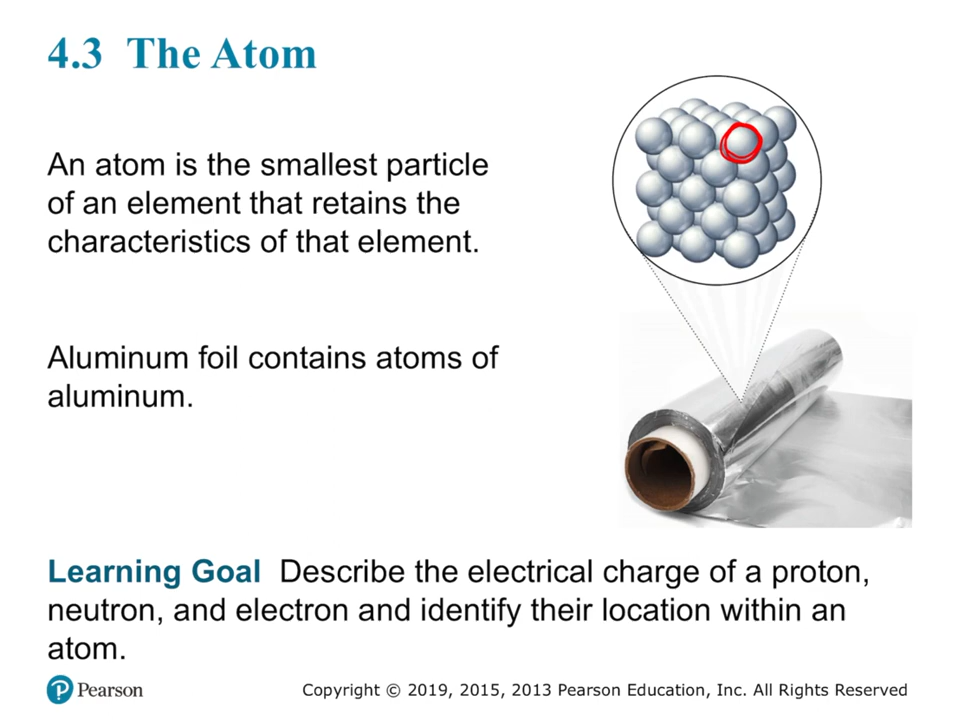 4.3 The Atom
An atom is the smallest particle
of an element that retains the
characteristics of that element.
Aluminum foil contains atoms of
aluminum.
Learning Goal Describe the electrical charge of a proton,
neutron, and electron and identify their location within an
atom.
Pearson
Copyright © 2019, 2015, 2013 Pearson Education, Inc. All Rights Reserved